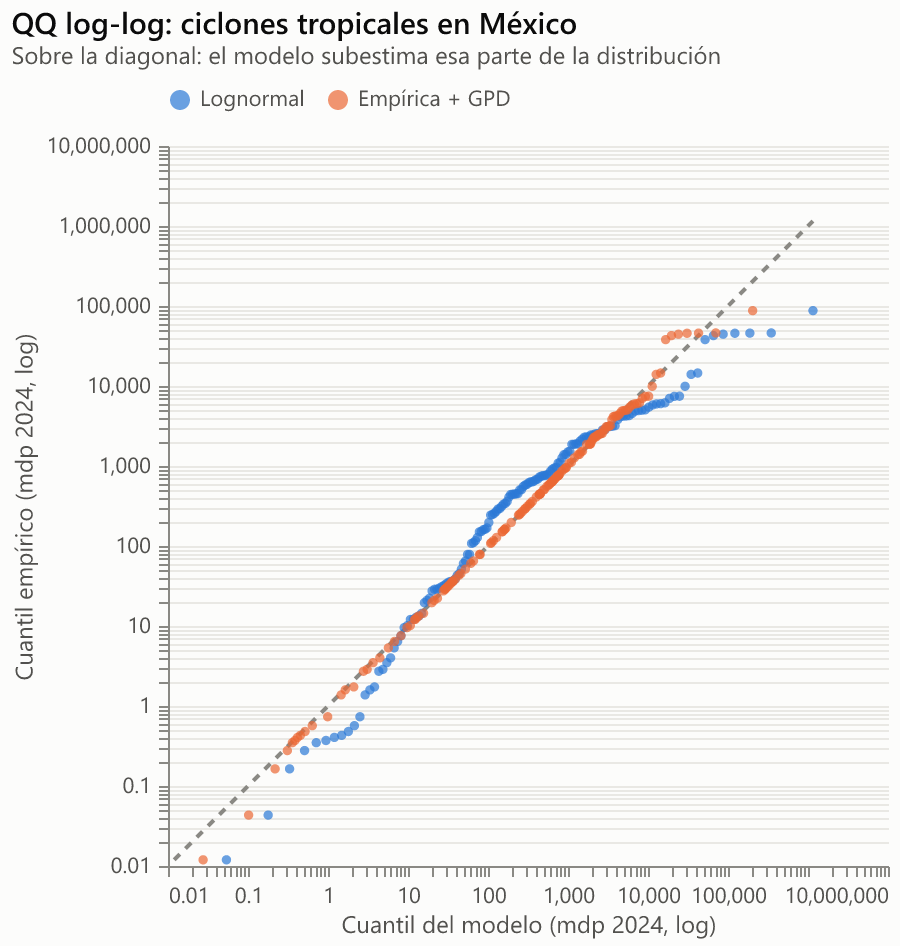 QQ log-log: ciclones tropicales en México
Sobre la diagonal: el modelo subestima esa parte de la distribución
Lognormal
Empírica + GPD
Cuantil empírico (mdp 2024, log)
10,000,000
1,000,000
100,000
10,000
1,000
100
10
1
0.1
0.01
0.01 0.1 1 10 100 1,000 10,000 100,000 10,000,000
Cuantil del modelo (mdp 2024, log)